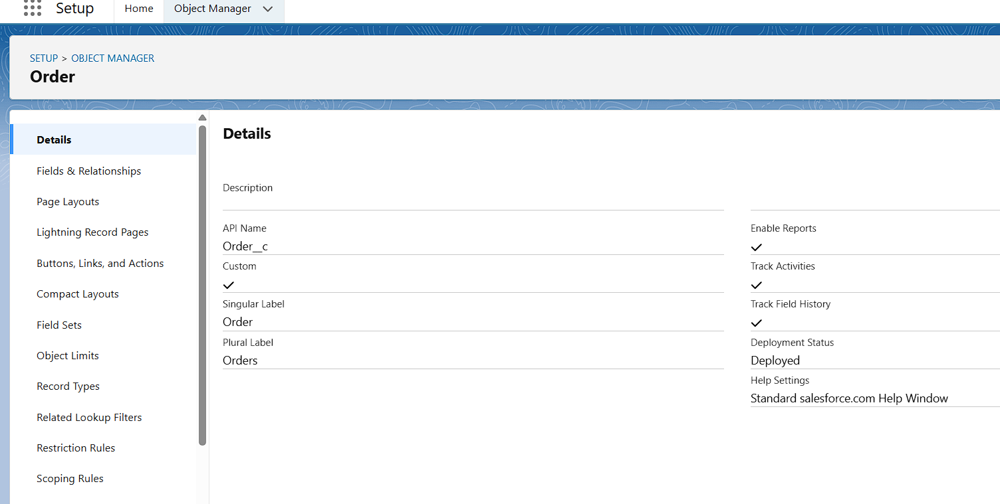 Setup
Home
Object Manager
SETUP > OBJECT MANAGER
Order
Details
Fields & Relationships
Page Layouts
Lightning Record Pages
Buttons, Links, and Actions
Compact Layouts
Field Sets
Object Limits
Record Types
Related Lookup Filters
Restriction Rules
Scoping Rules
Details
Description
API Name
Order__c
Custom
Singular Label
Order
Plural Label
Orders
Enable Reports
Track Activities
Track Field History
Deployment Status
Deployed
Help Settings
Standard salesforce.com Help Window